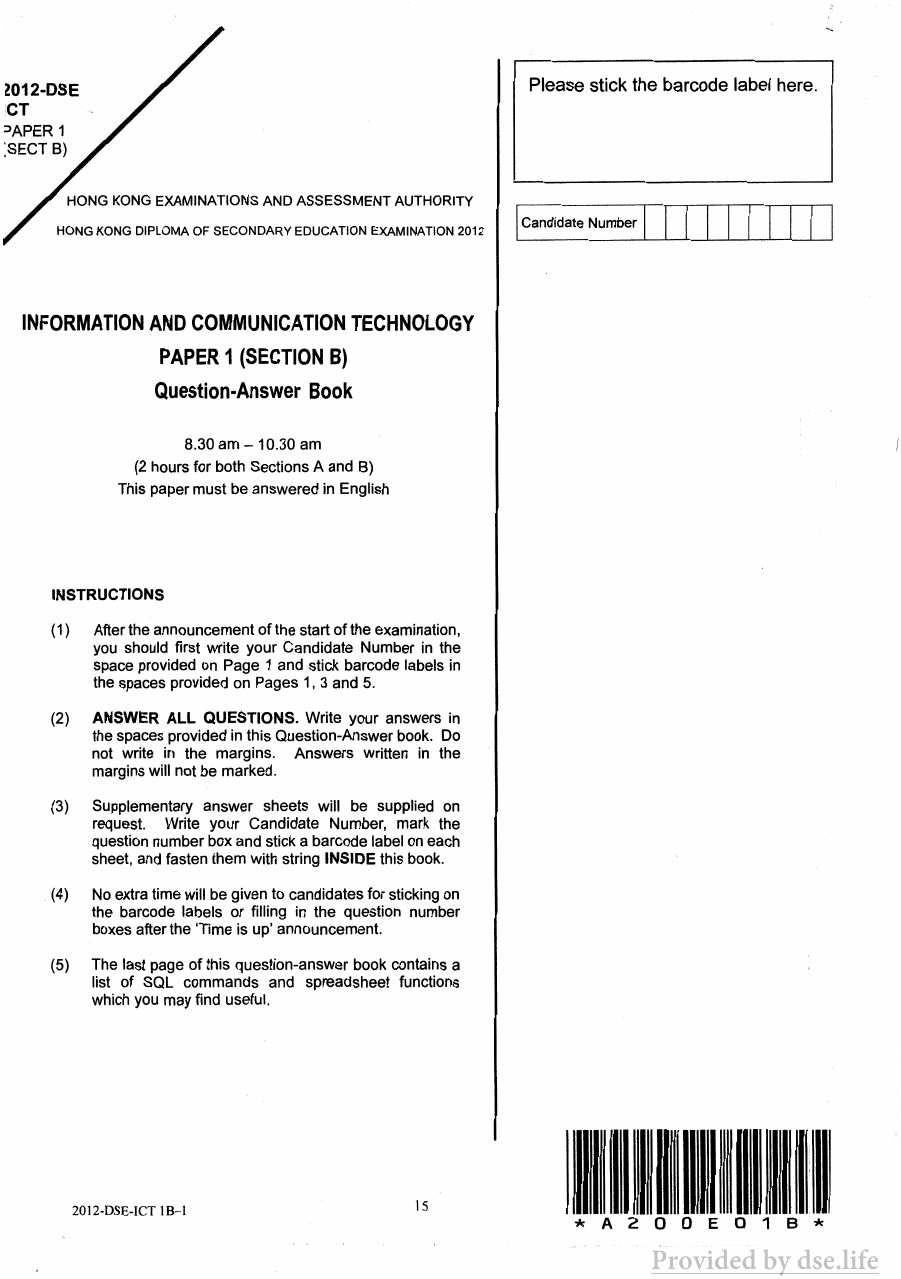 2012-DSE
CT
PAPER 1
(SECT B)
HONG KONG EXAMINATIONS AND ASSESSMENT AUTHORITY
HONG KONG DIPLOMA OF SECONDARY EDUCATION EXAMINATION 2012
INFORMATION AND COMMUNICATION TECHNOLOGY
PAPER 1 (SECTION B)
Question-Answer Book
8.30 am – 10.30 am
(2 hours for both Sections A and B)
This paper must be answered in English
INSTRUCTIONS
(1) After the announcement of the start of the examination,
you should first write your Candidate Number in the
space provided on Page 1 and stick barcode labels in
the spaces provided on Pages 1, 3 and 5.
(2) ANSWER ALL QUESTIONS. Write your answers in
the spaces provided in this Question-Answer book. Do
not write in the margins. Answers written in the
margins will not be marked.
(3) Supplementary answer sheets will be supplied on
request. Write your Candidate Number, mark the
question number box and stick a barcode label on each
sheet, and fasten them with string INSIDE this book.
(4) No extra time will be given to candidates for sticking on
the barcode labels or filling in the question number
boxes after the ‘Time is up’ announcement.
(5) The last page of this question-answer book contains a
list of SQL commands and spreadsheet functions
which you may find useful.
2012-DSE-ICT 1B–1
15
Please stick the barcode label here.
Candidate Number
* A 2 0 0 E 0 1 B *
Provided by dse.life